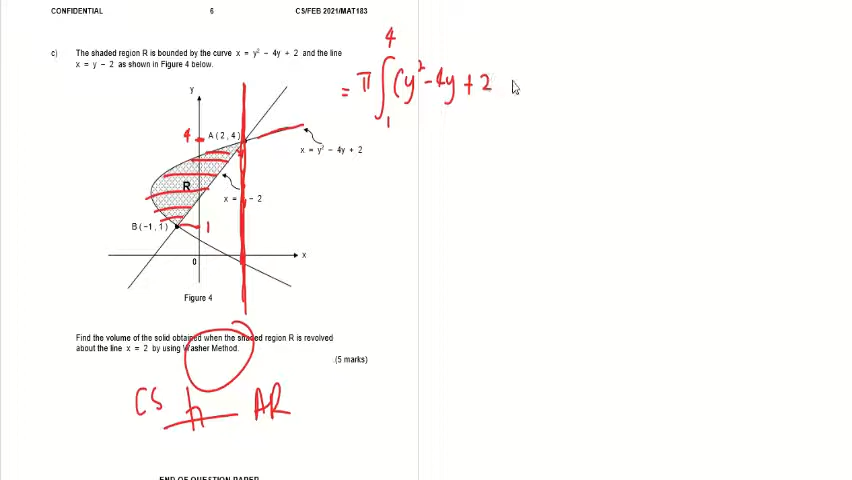 CONFIDENTIAL 6 CS/FEB 2021/MAT183
c) The shaded region R is bounded by the curve x = y² – 4y + 2 and the line
x = y – 2 as shown in Figure 4 below.
4
= π ∫ (y² - 4y + 2
1
y
4 A (2, 4)
x = y² – 4y + 2
R
x = – 2
B (–1, 1) 1
0 x
Figure 4
Find the volume of the solid obtained when the shaded region R is revolved
about the line x = 2 by using Washer Method.
(5 marks)
CS h AR
END OF QUESTION PAPER